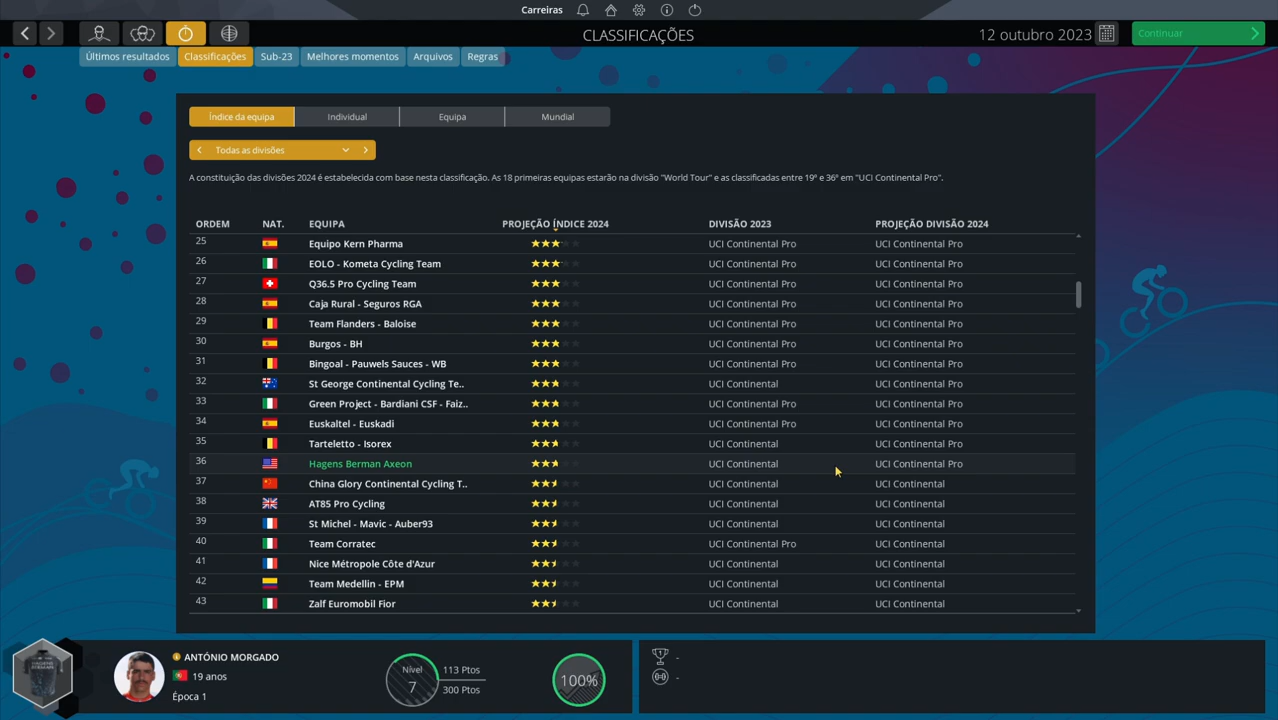 Carreiras
CLASSIFICAÇÕES
12 outubro 2023
Continuar
Últimos resultados Classificações Sub-23 Melhores momentos Arquivos Regras
Índice da equipa Individual Equipa Mundial
Todas as divisões
A constituição das divisões 2024 é estabelecida com base nesta classificação. As 18 primeiras equipas estarão na divisão "World Tour" e as classificadas entre 19º e 36º em "UCI Continental Pro".
ORDEM NAT. EQUIPA PROJEÇÃO ÍNDICE 2024 DIVISÃO 2023 PROJEÇÃO DIVISÃO 2024
25 Equipo Kern Pharma UCI Continental Pro UCI Continental Pro
26 EOLO - Kometa Cycling Team UCI Continental Pro UCI Continental Pro
27 Q36.5 Pro Cycling Team UCI Continental Pro UCI Continental Pro
28 Caja Rural - Seguros RGA UCI Continental Pro UCI Continental Pro
29 Team Flanders - Baloise UCI Continental Pro UCI Continental Pro
30 Burgos - BH UCI Continental Pro UCI Continental Pro
31 Bingoal - Pauwels Sauces - WB UCI Continental Pro UCI Continental Pro
32 St George Continental Cycling Te.. UCI Continental UCI Continental Pro
33 Green Project - Bardiani CSF - Faiz.. UCI Continental Pro UCI Continental Pro
34 Euskaltel - Euskadi UCI Continental Pro UCI Continental Pro
35 Tarteletto - Isorex UCI Continental UCI Continental Pro
36 Hagens Berman Axeon UCI Continental UCI Continental Pro
37 China Glory Continental Cycling T.. UCI Continental UCI Continental
38 AT85 Pro Cycling UCI Continental UCI Continental
39 St Michel - Mavic - Auber93 UCI Continental UCI Continental
40 Team Corratec UCI Continental Pro UCI Continental
41 Nice Métropole Côte d'Azur UCI Continental UCI Continental
42 Team Medellin - EPM UCI Continental UCI Continental
43 Zalf Euromobil Fior UCI Continental UCI Continental
HAGENS BERMAN
ANTÓNIO MORGADO
19 anos
Época 1
Nível
7
113 Ptos
300 Ptos
100%
1 -
-